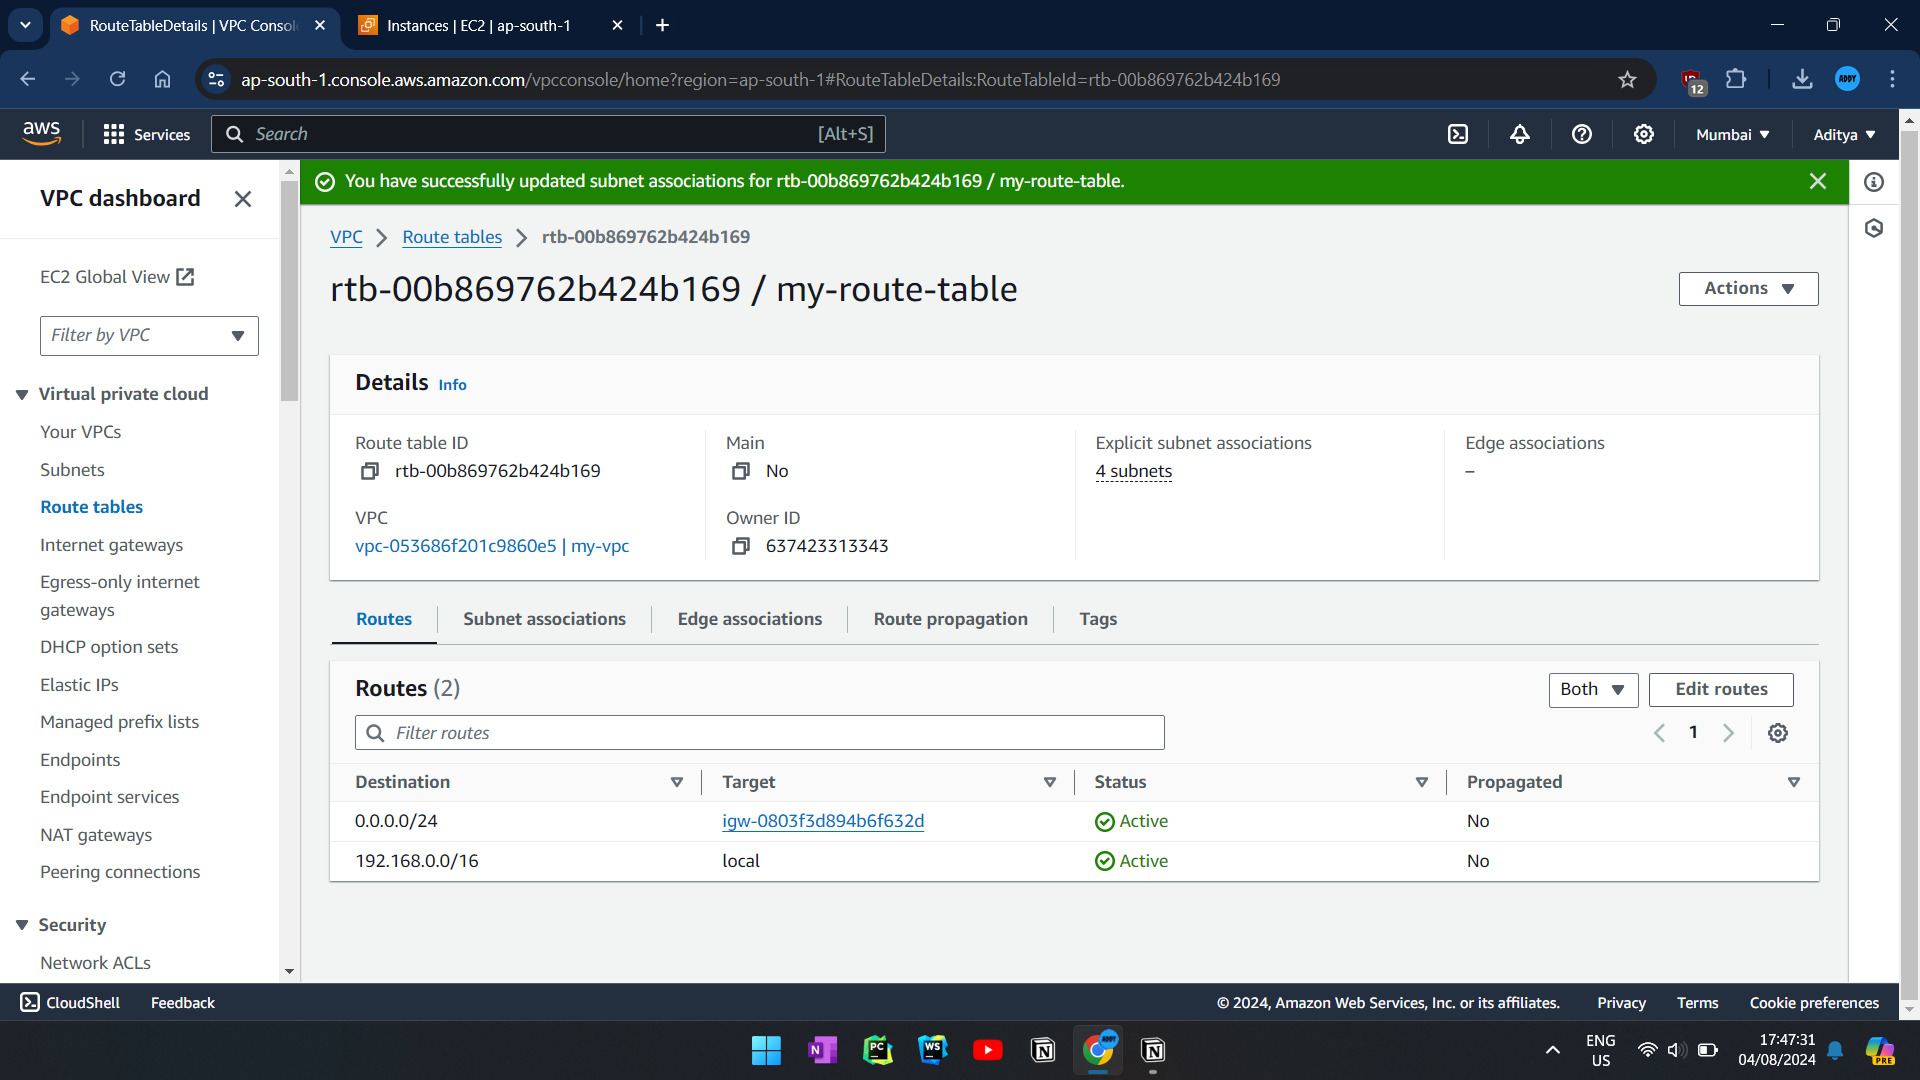 RouteTableDetails | VPC Consol
Instances | EC2 | ap-south-1
ap-south-1.console.aws.amazon.com/vpcconsole/home?region=ap-south-1#RouteTableDetails:RouteTableId=rtb-00b869762b424b169
12
ADDY
aws
Services
Search
[Alt+S]
Mumbai
Aditya
VPC dashboard
You have successfully updated subnet associations for rtb-00b869762b424b169 / my-route-table.
EC2 Global View
Filter by VPC
Virtual private cloud
Your VPCs
Subnets
Route tables
Internet gateways
Egress-only internet
gateways
DHCP option sets
Elastic IPs
Managed prefix lists
Endpoints
Endpoint services
NAT gateways
Peering connections
Security
Network ACLs
VPC
Route tables
rtb-00b869762b424b169
rtb-00b869762b424b169 / my-route-table
Actions
Details Info
Route table ID
rtb-00b869762b424b169
Main
No
Explicit subnet associations
4 subnets
Edge associations
–
VPC
vpc-053686f201c9860e5 | my-vpc
Owner ID
637423313343
Routes
Subnet associations
Edge associations
Route propagation
Tags
Routes (2)
Both
Edit routes
Filter routes
1
Destination Target Status Propagated
0.0.0.0/24 igw-0803f3d894b6f632d Active No
192.168.0.0/16 local Active No
CloudShell
Feedback
© 2024, Amazon Web Services, Inc. or its affiliates.
Privacy
Terms
Cookie preferences
N
PC
WS
ADDY
ENG
US
17:47:31
04/08/2024
PRE